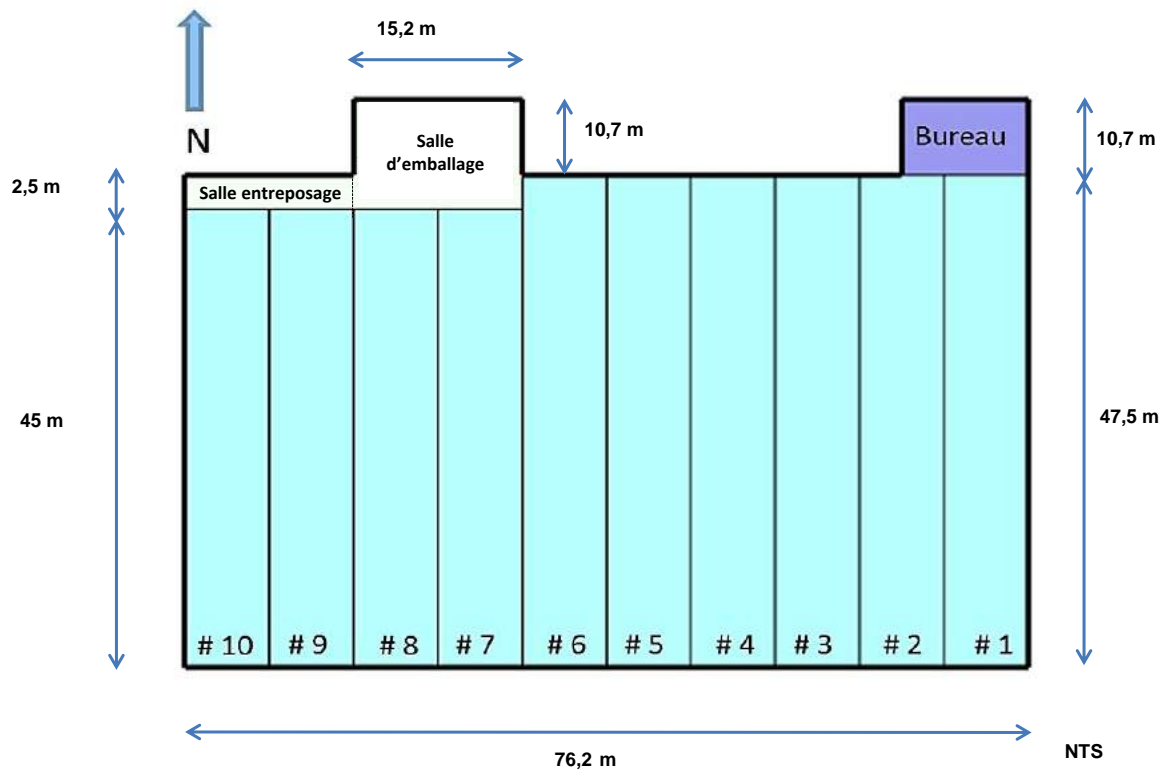 15,2 m
N
Salle
d'emballage
10,7 m
Bureau
10,7 m
2,5 m
Salle entreposage
45 m
47,5 m
# 10 # 9 # 8 # 7 # 6 # 5 # 4 # 3 # 2 # 1
76,2 m
NTS